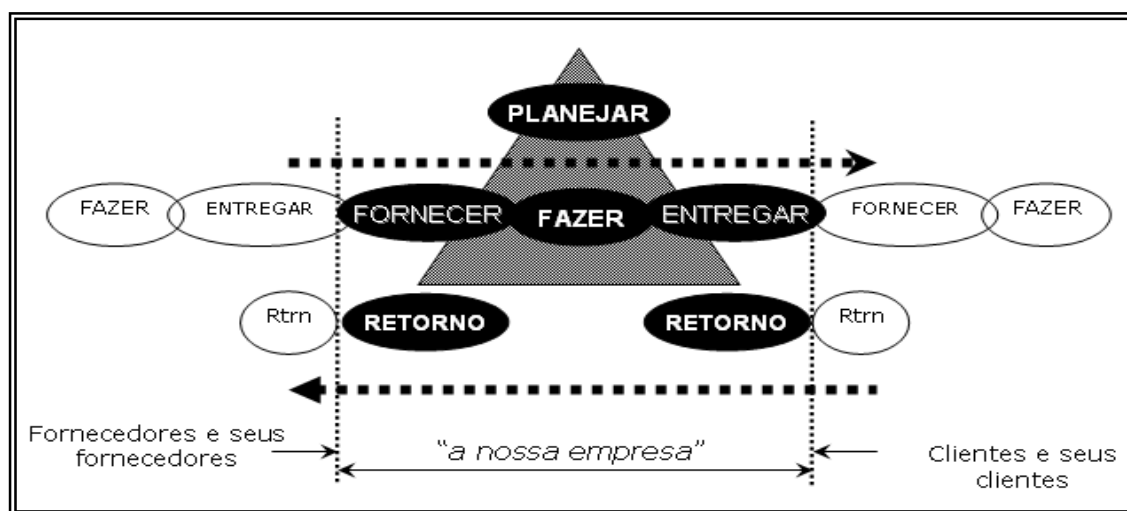 PLANEJAR
FAZER ENTREGAR FORNECER FAZER ENTREGAR FORNECER FAZER
Rtrn RETORNO RETORNO Rtrn
Fornecedores e seus
fornecedores
"a nossa empresa"
Clientes e seus
clientes